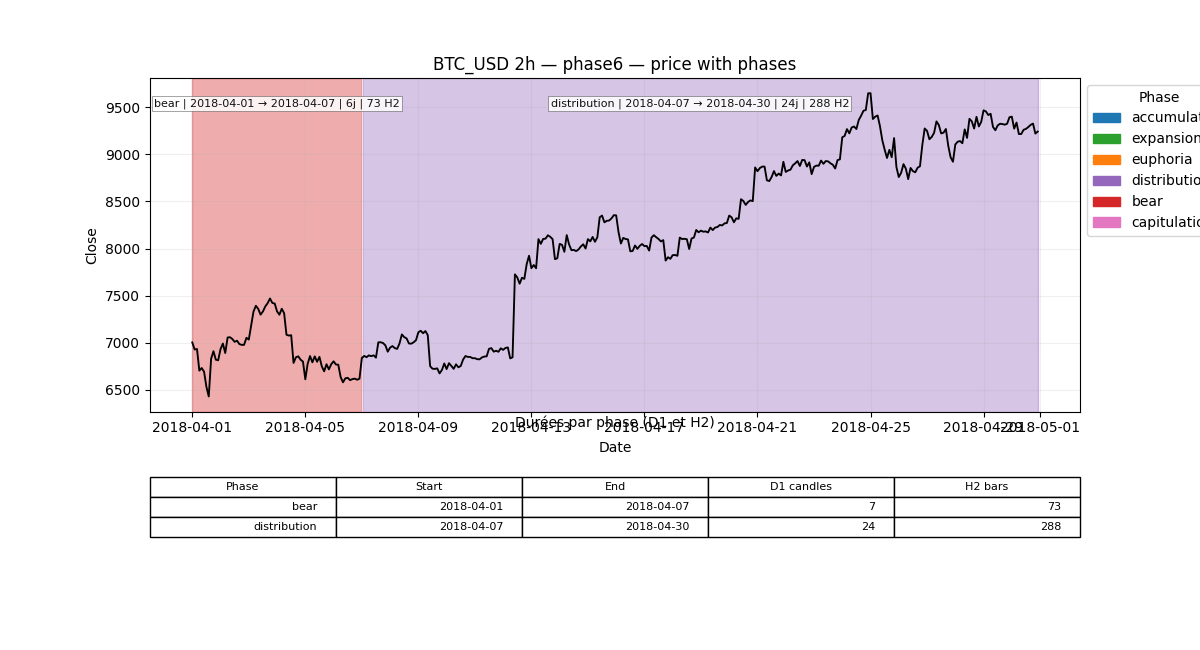 BTC_USD 2h — phase6 — price with phases
bear | 2018-04-01 → 2018-04-07 | 6j | 73 H2
distribution | 2018-04-07 → 2018-04-30 | 24j | 288 H2
Phase
accumulat
expansion
euphoria
distributio
bear
capitulatio
Close
9500
9000
8500
8000
7500
7000
6500
2018-04-01 2018-04-05 2018-04-09 2018-04-13 2018-04-17 2018-04-21 2018-04-25 2018-04-29 2018-05-01
Durées par phase (D1 et H2)
Date
Phase Start End D1 candles H2 bars
bear 2018-04-01 2018-04-07 7 73
distribution 2018-04-07 2018-04-30 24 288